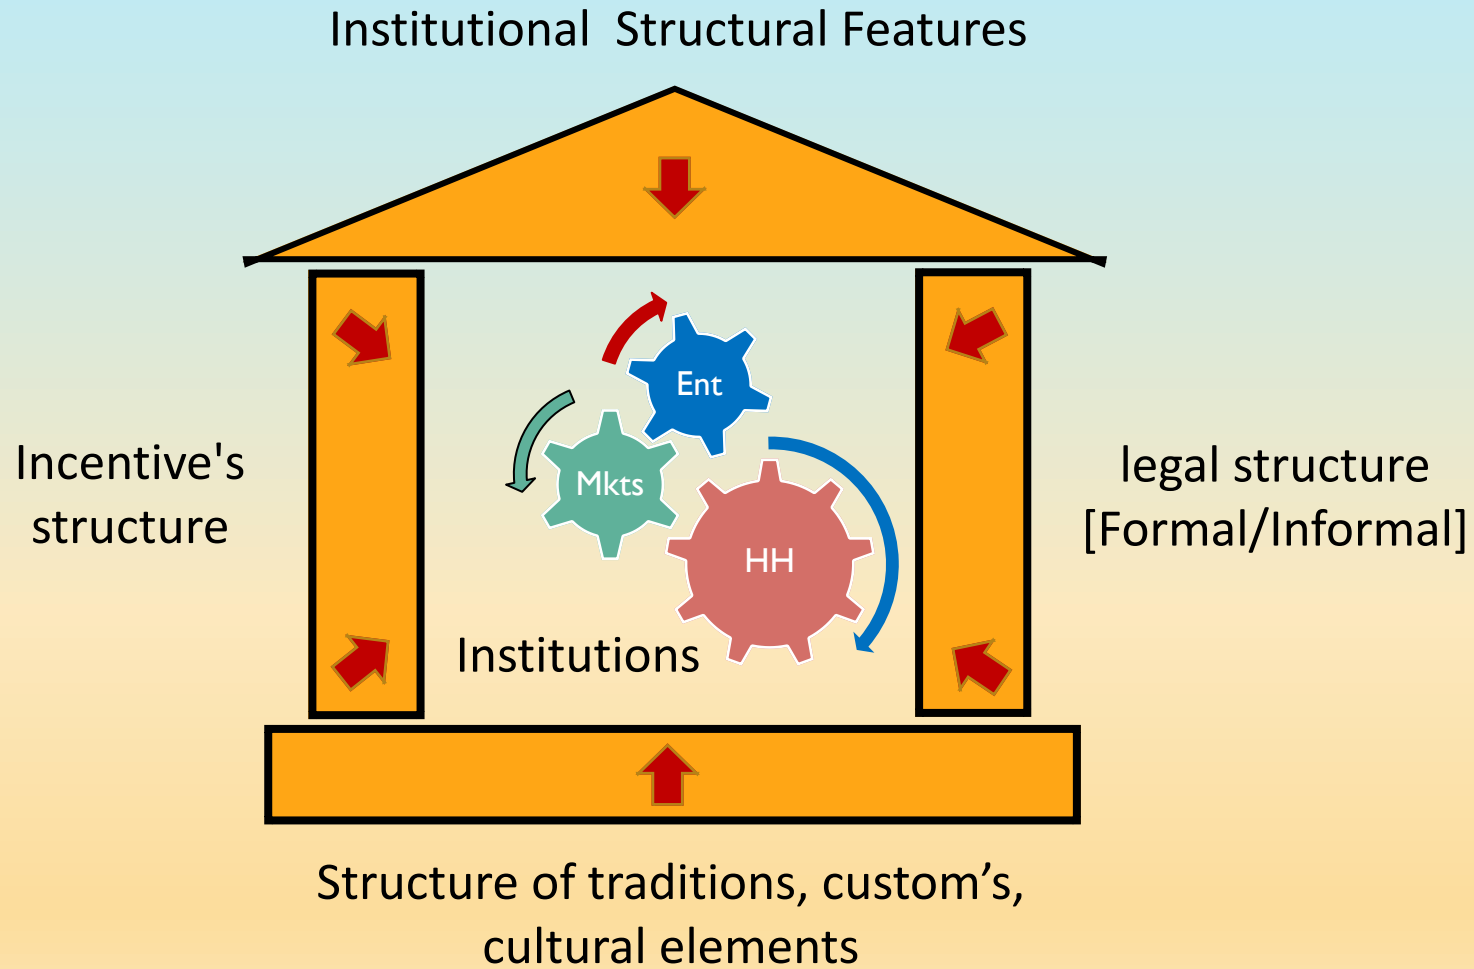 Institutional  Structural Features
Ent
Mkts
HH
Incentive's
structure
legal structure
[Formal/Informal]
Institutions
Structure of traditions, custom’s,
cultural elements